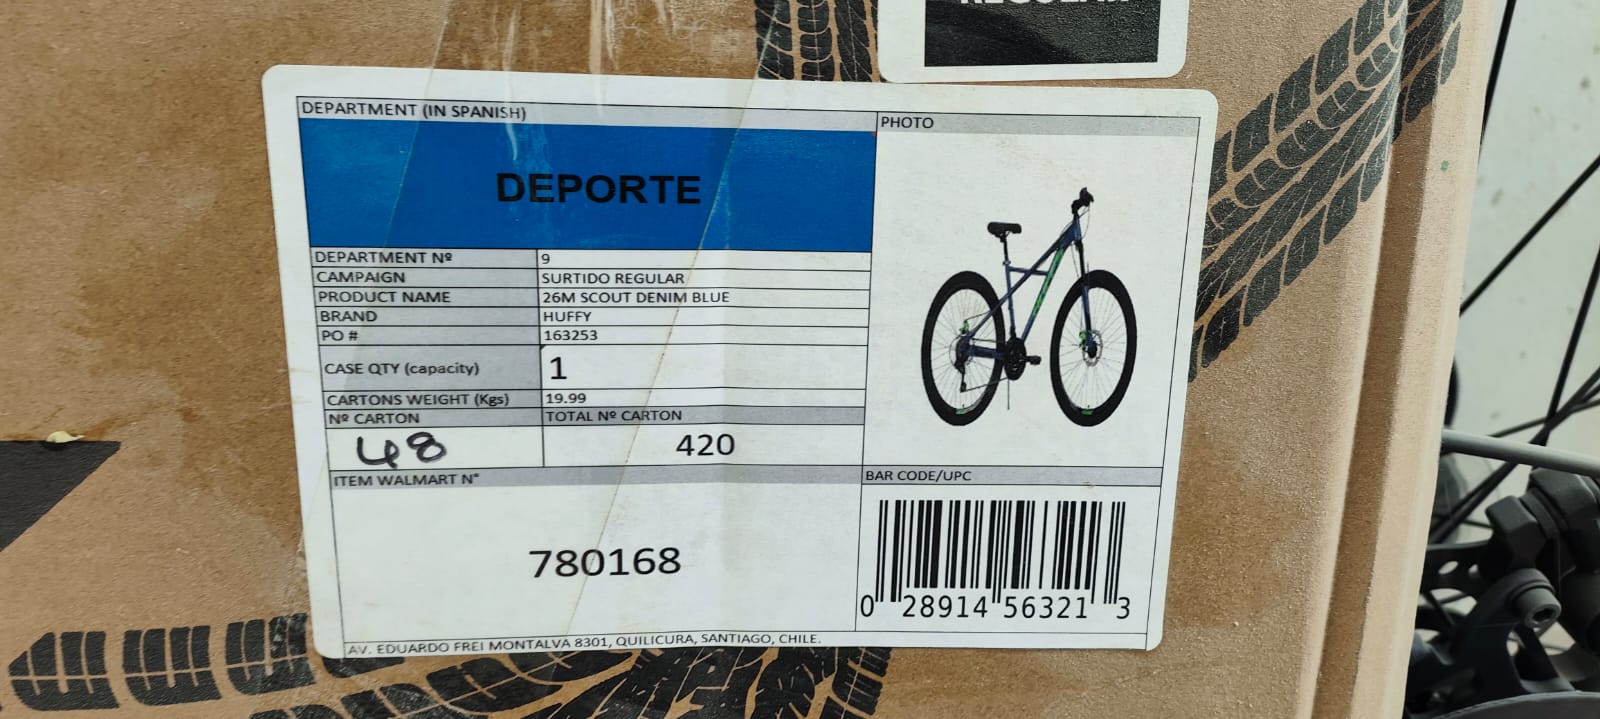 DEPARTMENT (IN SPANISH)
DEPORTE
DEPARTMENT Nº 9
CAMPAIGN SURTIDO REGULAR
PRODUCT NAME 26M SCOUT DENIM BLUE
BRAND HUFFY
PO # 163253
CASE QTY (capacity) 1
CARTONS WEIGHT (Kgs) 19.99
Nº CARTON TOTAL Nº CARTON
48 420
ITEM WALMART N°
780168
PHOTO
BAR CODE/UPC
0 28914 56321 3
AV. EDUARDO FREI MONTALVA 8301, QUILICURA, SANTIAGO, CHILE.